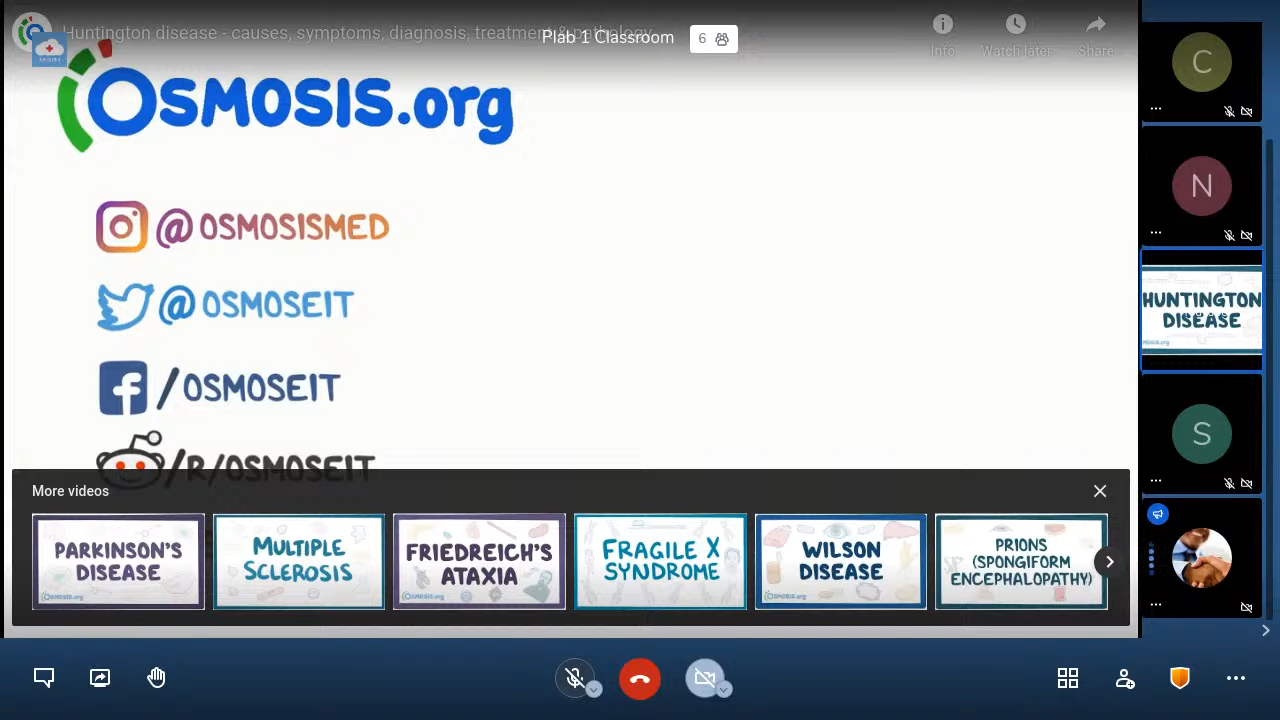 Huntington disease - causes, symptoms, diagnosis, treatment & pathology
Plab 1 Classroom
6
Info
Watch later
Share
OSMOSIS.org
@OSMOSISMED
@OSMOSEIT
/OSMOSEIT
/R/OSMOSEIT
More videos
PARKINSON'S
DISEASE
MULTIPLE
SCLEROSIS
FRIEDREICH'S
ATAXIA
FRAGILE X
SYNDROME
WILSON
DISEASE
PRIONS
(SPONGIFORM
ENCEPHALOPATHY)
C
N
HUNTINGTON
DISEASE
S